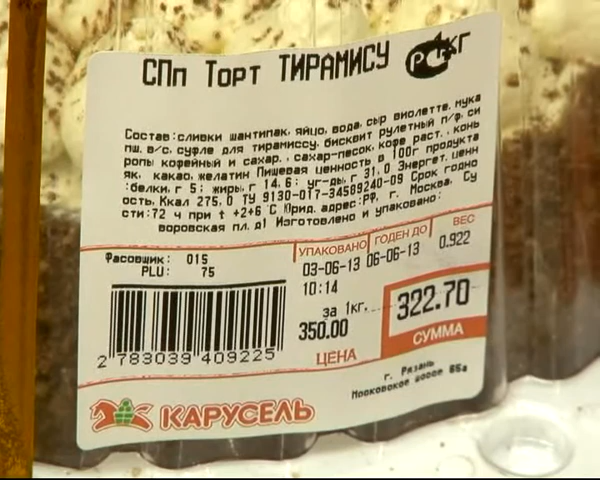 СПп Торт ТИРАМИСУ КГ
Состав:сливки шантипак, яйцо, вода, сыр виолетте, мука
пш. в/с, суфле для тирамиссу, бисквит рулетный п/ф, си
ропы кофейный и сахар. , сахар-песок, кофе раст. , конь
як, какао, желатин Пищевая ценность в 100г продукта
:белки, г 5; жиры, г 14, 6; уг-ды, г 31, 0 Энергет. ценн
ость, Ккал 275, 0 ТУ 9130-017-34589240-09 Срок годно
сти:72 ч при t +2+6 С Юрид. адрес:РФ, г. Москва, Су
воровская пл. д1 Изготовлено и упаковано:
Фасовщик: 015
PLU: 75
УПАКОВАНО ГОДЕН ДО ВЕС
03-06-13 06-06-13 0.922
10:14
за 1кг.
350.00 322.70
ЦЕНА СУММА
2 783039 409225
г. Рязань
Московское шоссе 65а
КАРУСЕЛЬ